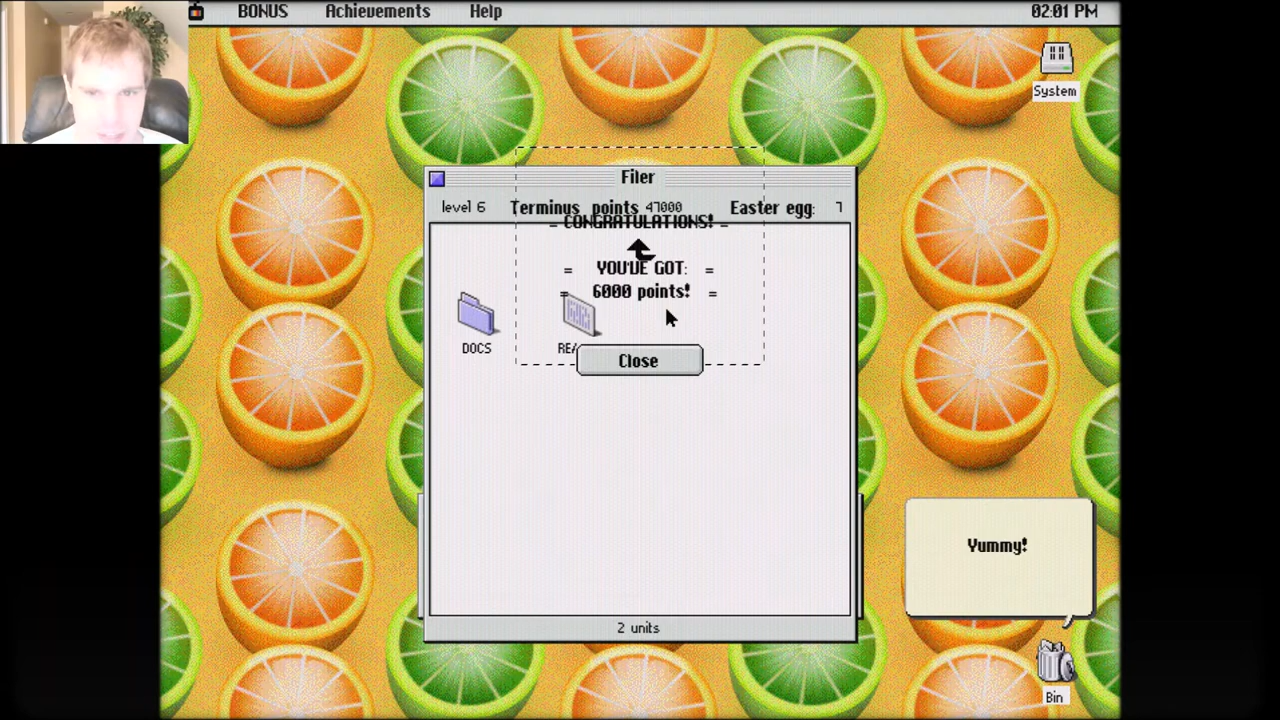 BONUS Achievements Help 02:01 PM
System
Filer
level 6 Terminus points 47000 Easter egg: 7
= CONGRATULATIONS! =
= YOU'VE GOT: =
= 6000 points! =
DOCS
Close
2 units
Yummy!
Bin